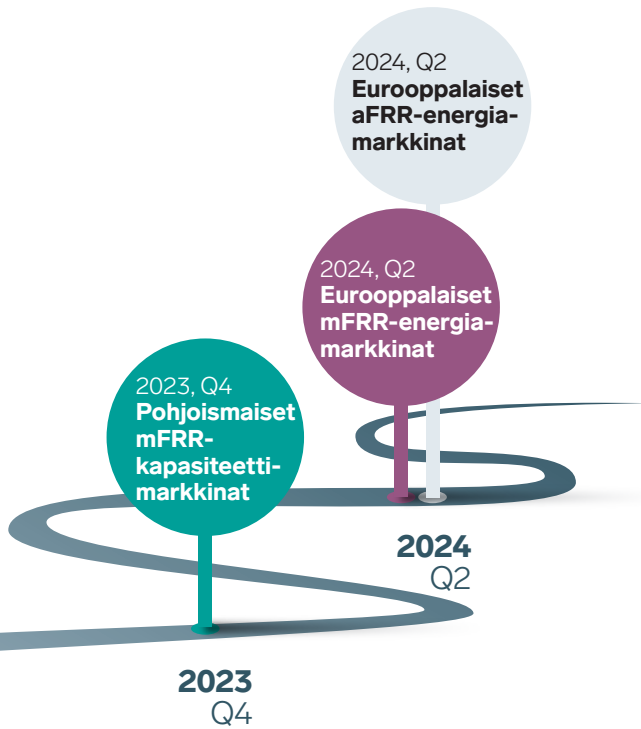 2024, Q2
Eurooppalaiset
aFRR-energia-
markkinat
2024, Q2
Eurooppalaiset
mFRR-energia-
markkinat
2023, Q4
Pohjoismaiset
mFRR-
kapasiteetti-
markkinat
2024
Q2
2023
Q4